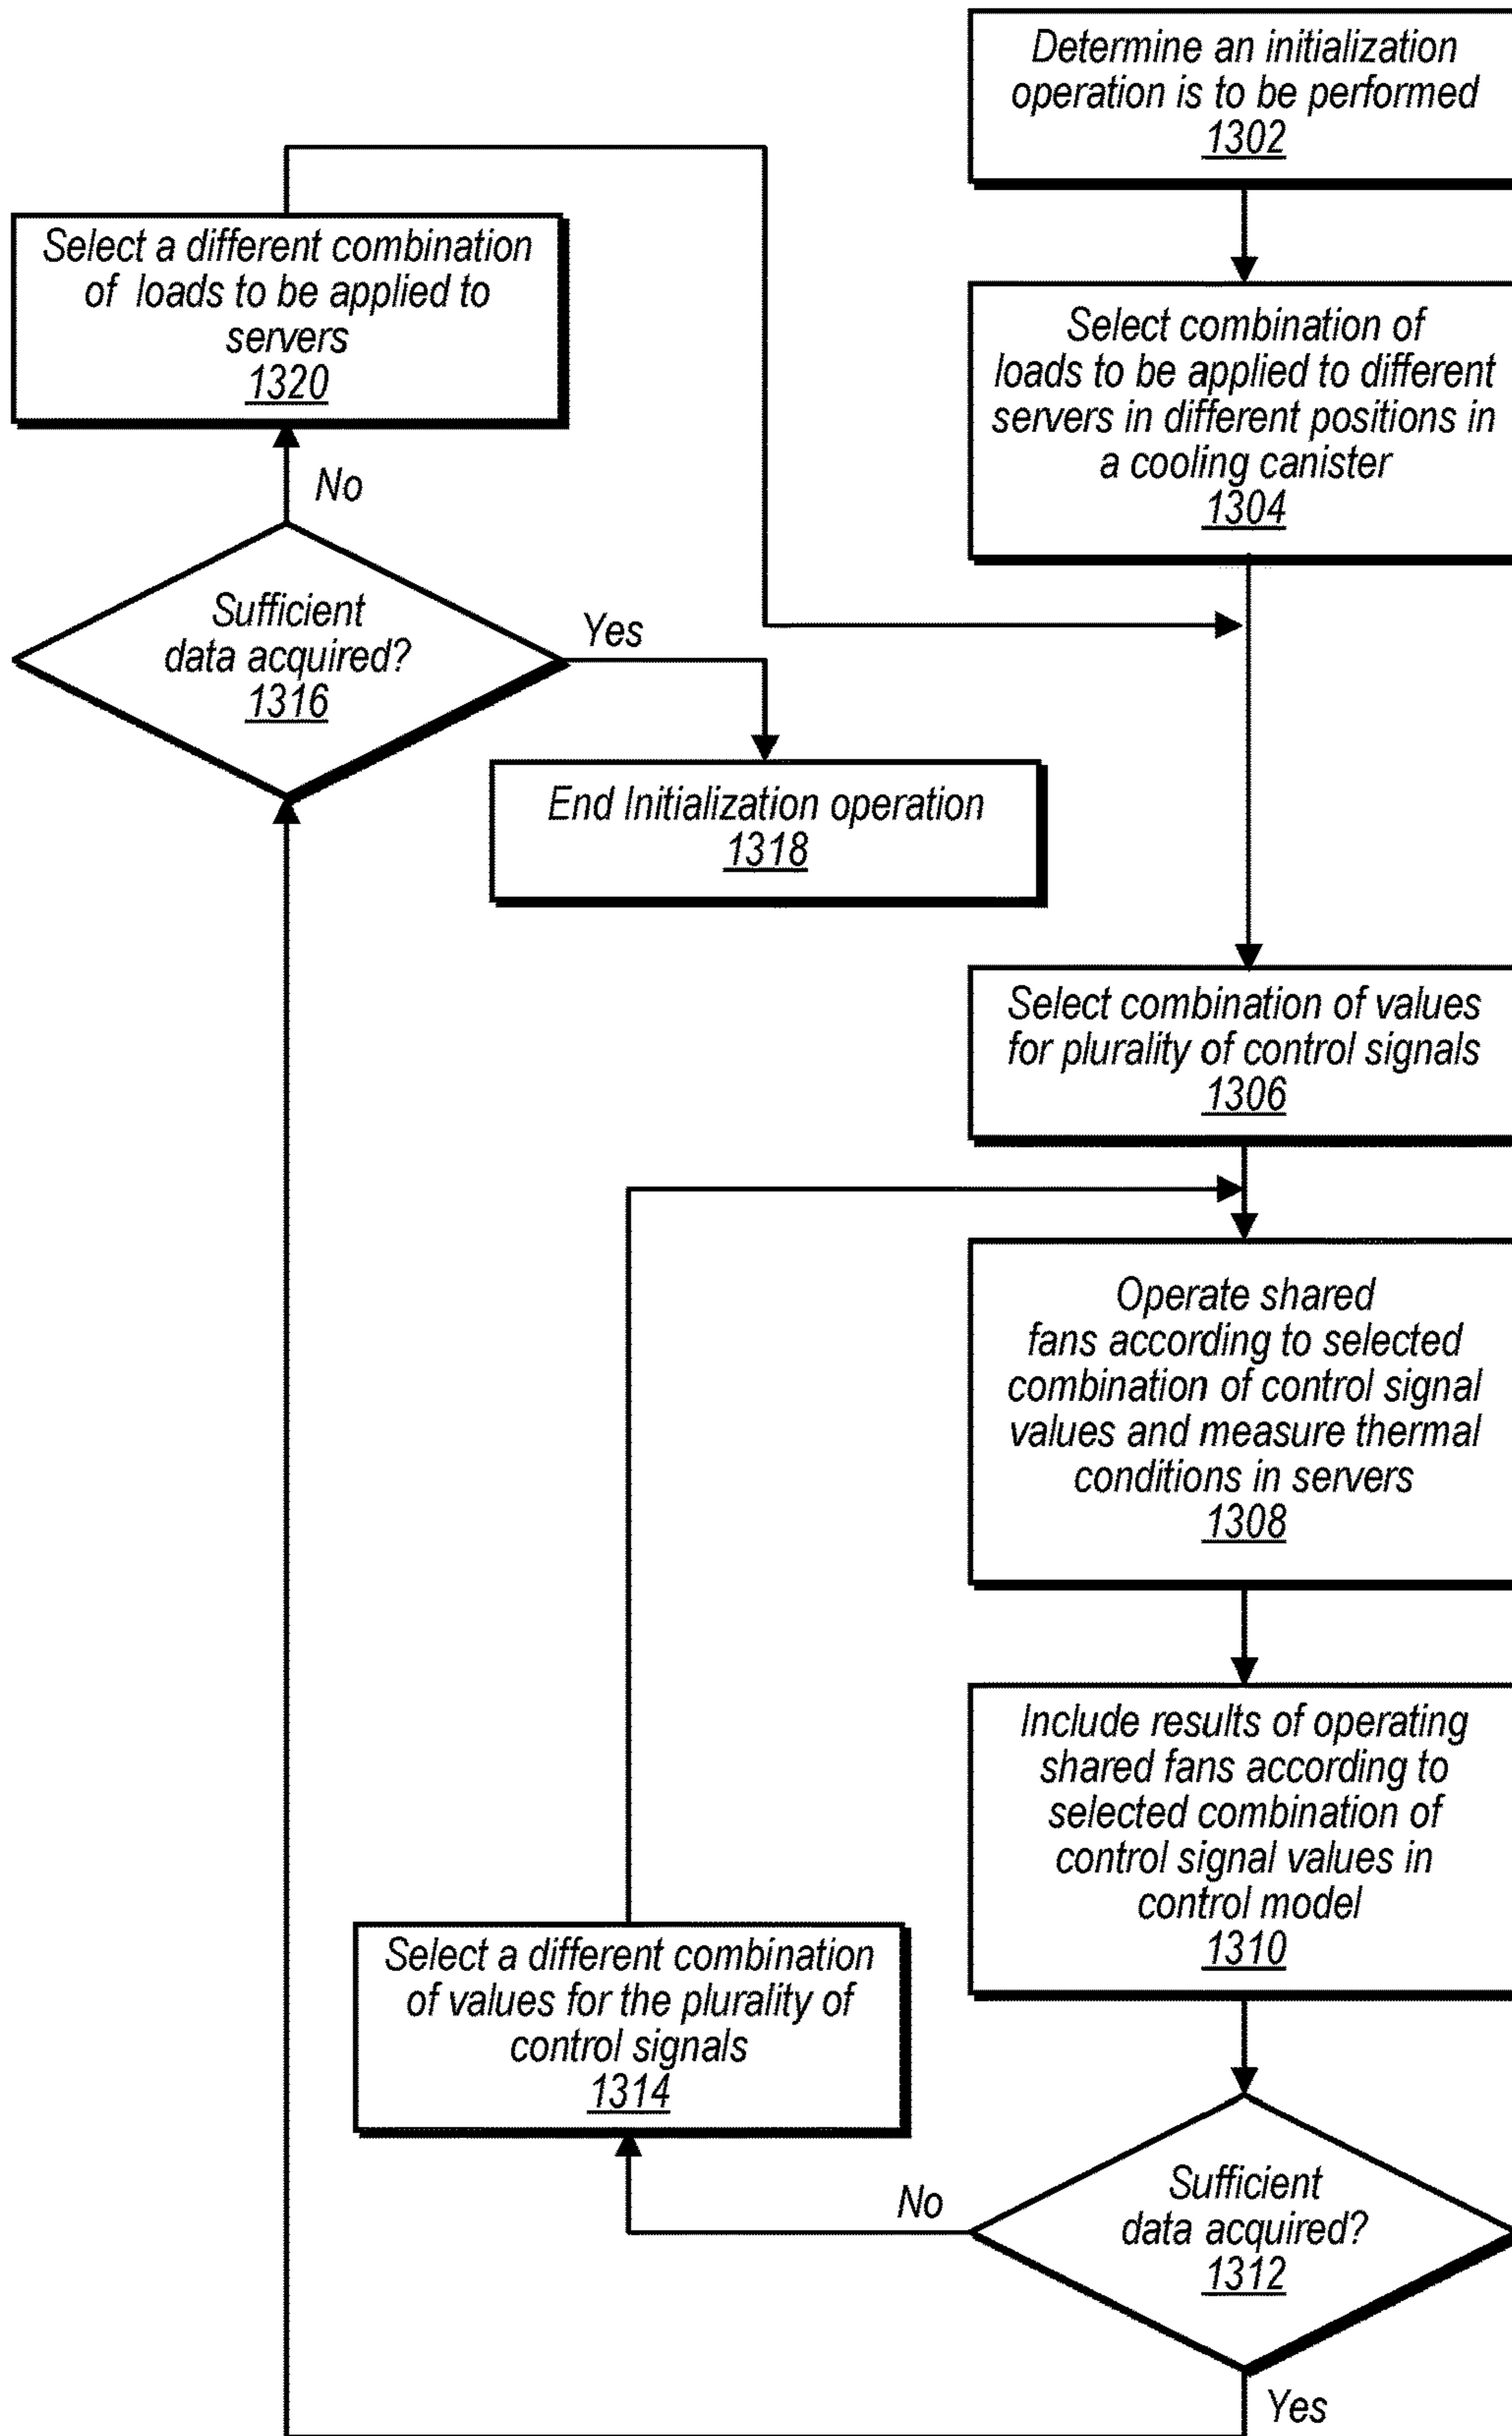 Determine an initialization
operation is to be performed
1302
Select a different combination
of loads to be applied to
servers
1320
Select combination of
loads to be applied to different
servers in different positions in
a cooling canister
1304
No
Sufficient
data acquired?
1316
Yes
End Initialization operation
1318
Select combination of values
for plurality of control signals
1306
Operate shared
fans according to selected
combination of control signal
values and measure thermal
conditions in servers
1308
Include results of operating
shared fans according to
selected combination of
control signal values in
control model
1310
Select a different combination
of values for the plurality of
control signals
1314
No
Sufficient
data acquired?
1312
Yes